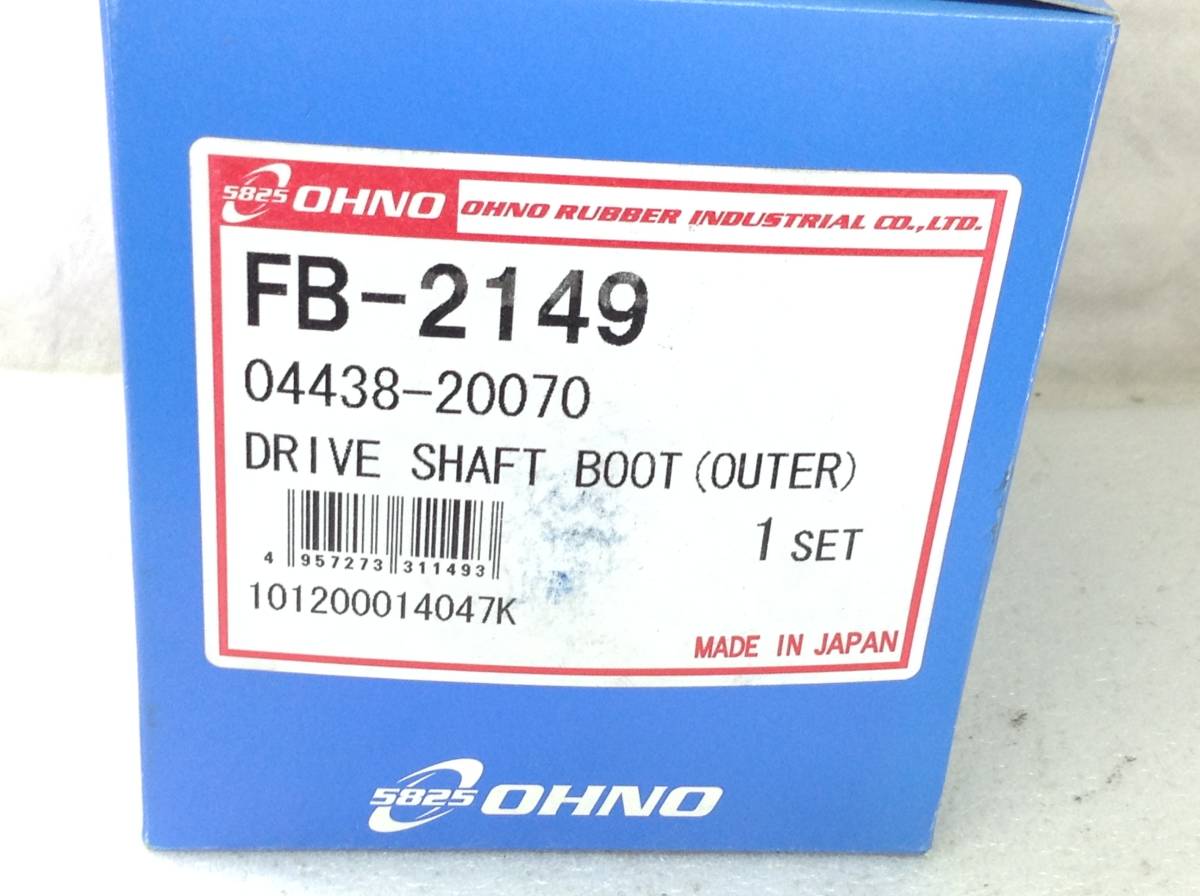 5825 OHNO OHNO RUBBER INDUSTRIAL CO.,LTD.
FB-2149
04438-20070
DRIVE SHAFT BOOT(OUTER)
1 SET
4 957273 311493
101200014047K
MADE IN JAPAN
5825 OHNO